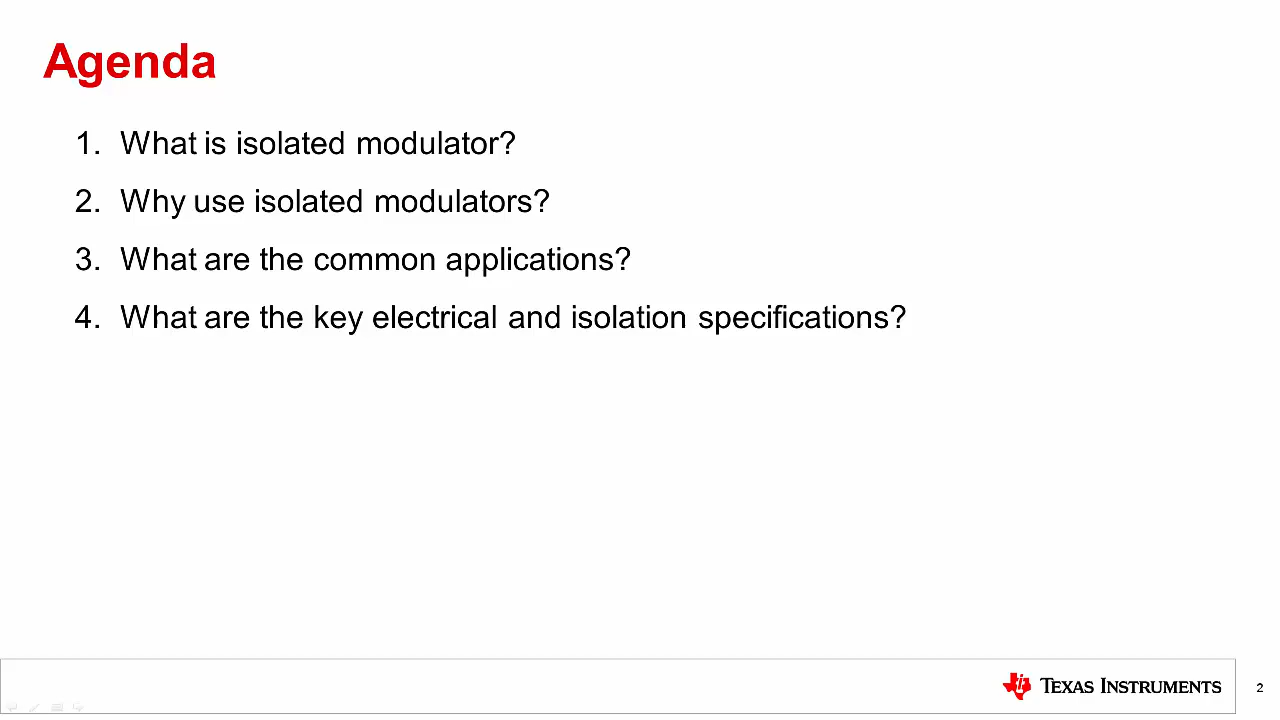 Agenda
1. What is isolated modulator?
2. Why use isolated modulators?
3. What are the common applications?
4. What are the key electrical and isolation specifications?
TEXAS INSTRUMENTS
2